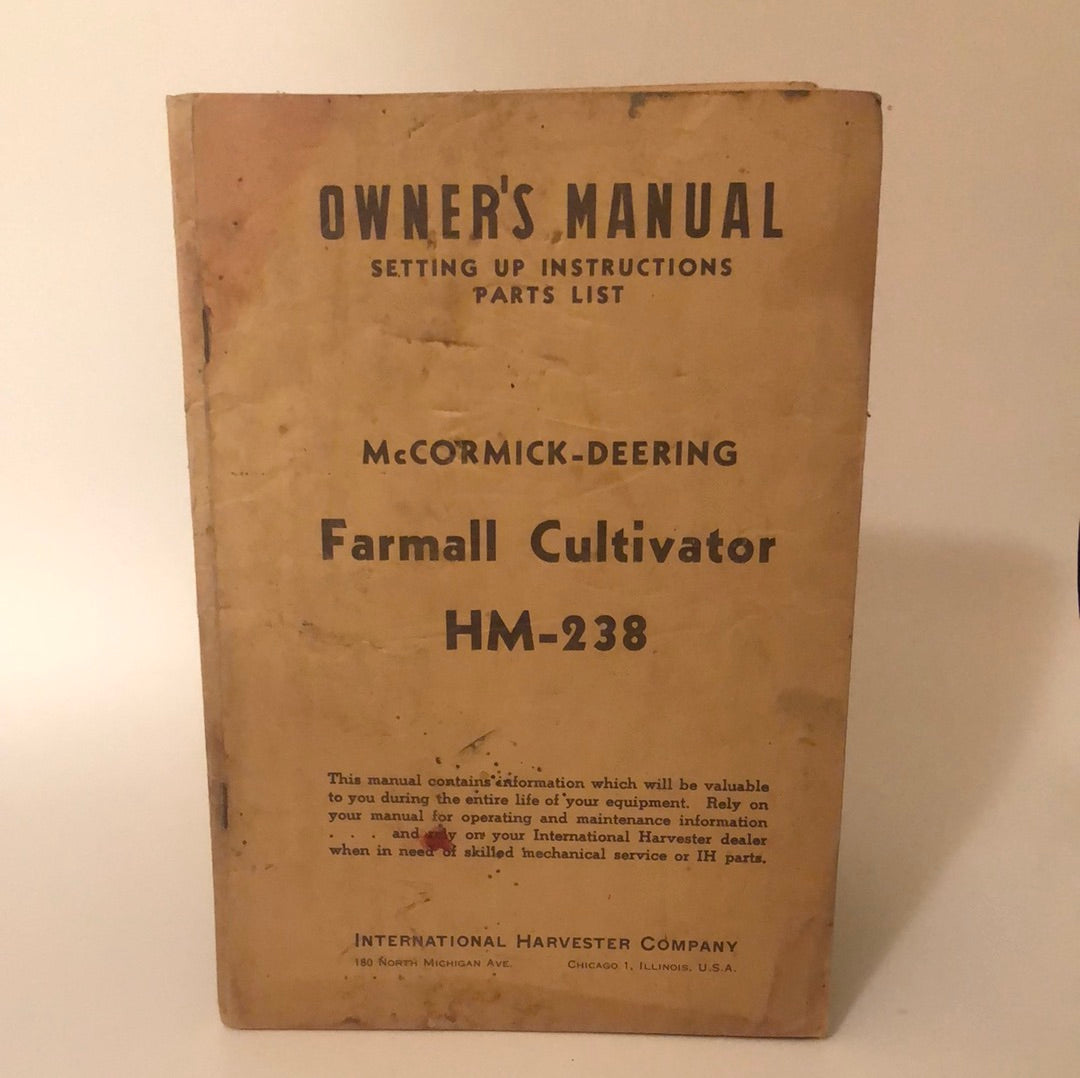 OWNER'S MANUAL
SETTING UP INSTRUCTIONS
PARTS LIST
McCORMICK-DEERING
Farmall Cultivator
HM-238
This manual contains information which will be valuable
to you during the entire life of your equipment. Rely on
your manual for operating and maintenance information
. . . and rely on your International Harvester dealer
when in need of skilled mechanical service or IH parts.
INTERNATIONAL HARVESTER COMPANY
180 NORTH MICHIGAN AVE. CHICAGO 1, ILLINOIS, U.S.A.